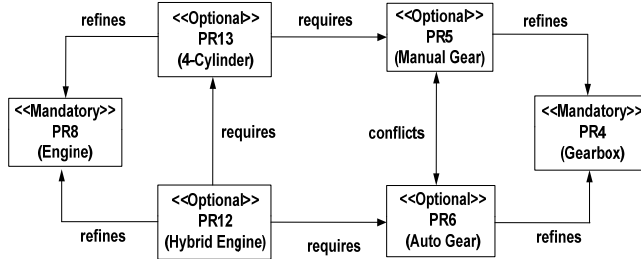 refines
<<Optional>>
PR13
(4-Cylinder)
requires
<<Optional>>
PR5
(Manual Gear)
refines
<<Mandatory>>
PR8
(Engine)
requires
conflicts
<<Mandatory>>
PR4
(Gearbox)
refines
<<Optional>>
PR12
(Hybrid Engine)
requires
<<Optional>>
PR6
(Auto Gear)
refines